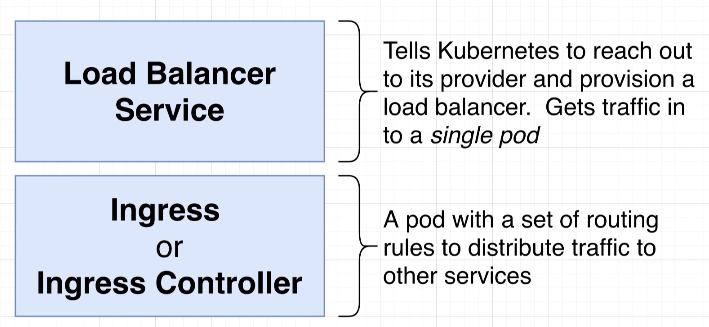 Load Balancer
Service
Tells Kubernetes to reach out
to its provider and provision a
load balancer.  Gets traffic in
to a single pod
Ingress
or
Ingress Controller
A pod with a set of routing
rules to distribute traffic to
other services